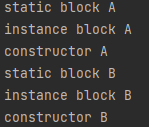 static block A
instance block A
constructor A
static block B
instance block B
constructor B